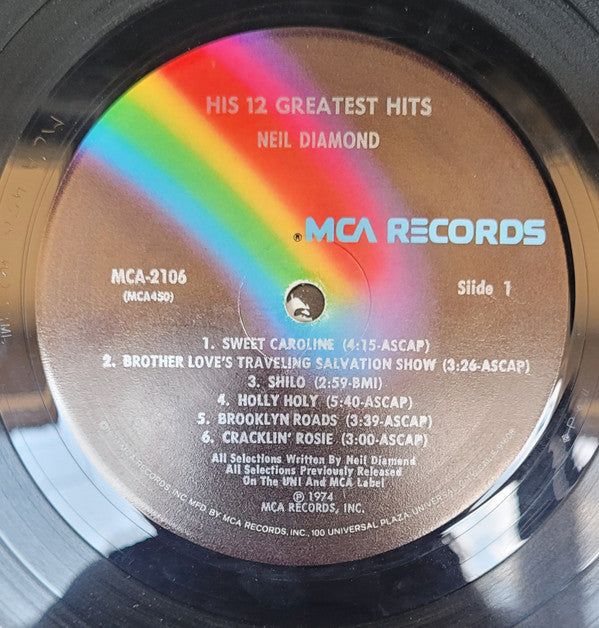 HIS 12 GREATEST HITS
NEIL DIAMOND
®MCA RECORDS
MCA-2106
(MCA450)
Slide 1
1. SWEET CAROLINE (4:15-ASCAP)
2. BROTHER LOVE'S TRAVELING SALVATION SHOW (3:26-ASCAP)
3. SHILO (2:59-BMI)
4. HOLLY HOLY (5:40-ASCAP)
5. BROOKLYN ROADS (3:39-ASCAP)
6. CRACKLIN' ROSIE (3:00-ASCAP)
All Selections Written By Neil Diamond
All Selections Previously Released
On The UNI And MCA Label
℗ 1974
MCA RECORDS, INC.
RECORDS, INC. MFD. BY MCA RECORDS, INC., 100 UNIVERSAL PLAZA, UNIVERSAL